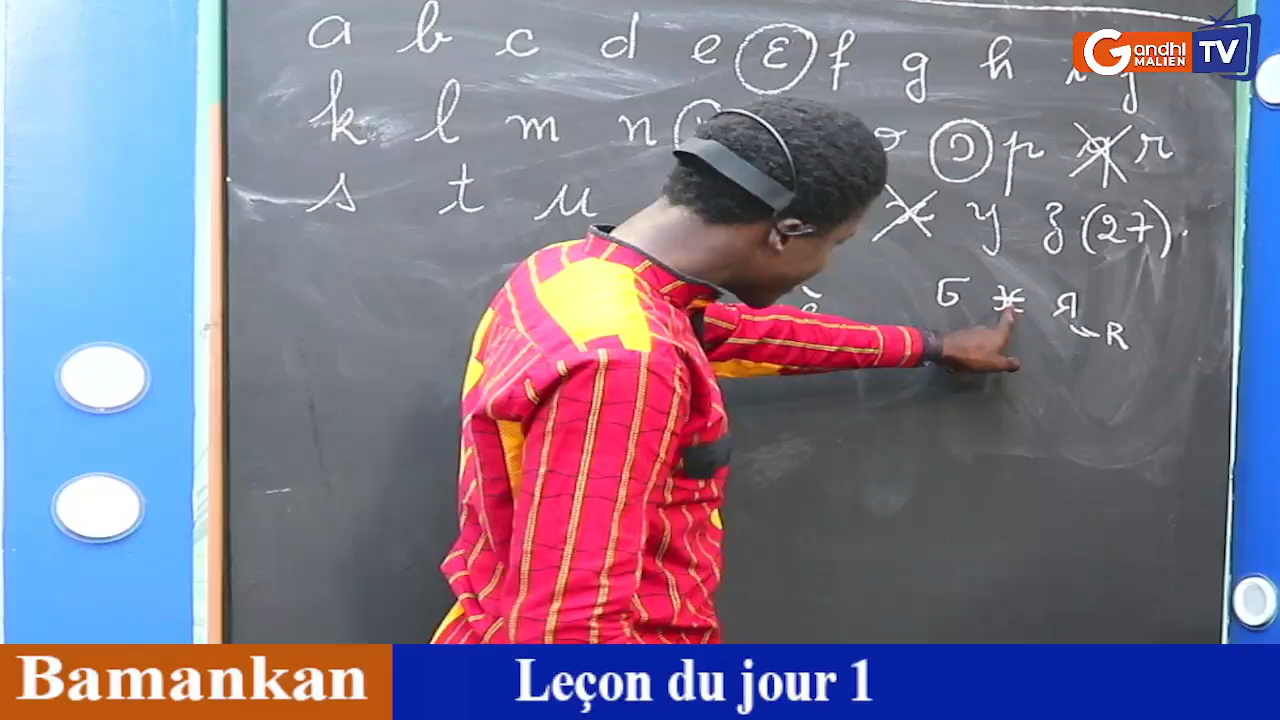 a b c d e ɛ f g h i j
k l m n o ɔ p q r
s t u x y z (27).
è Б Ж Я
R
Gandhi MALIEN TV
Bamankan Leçon du jour 1